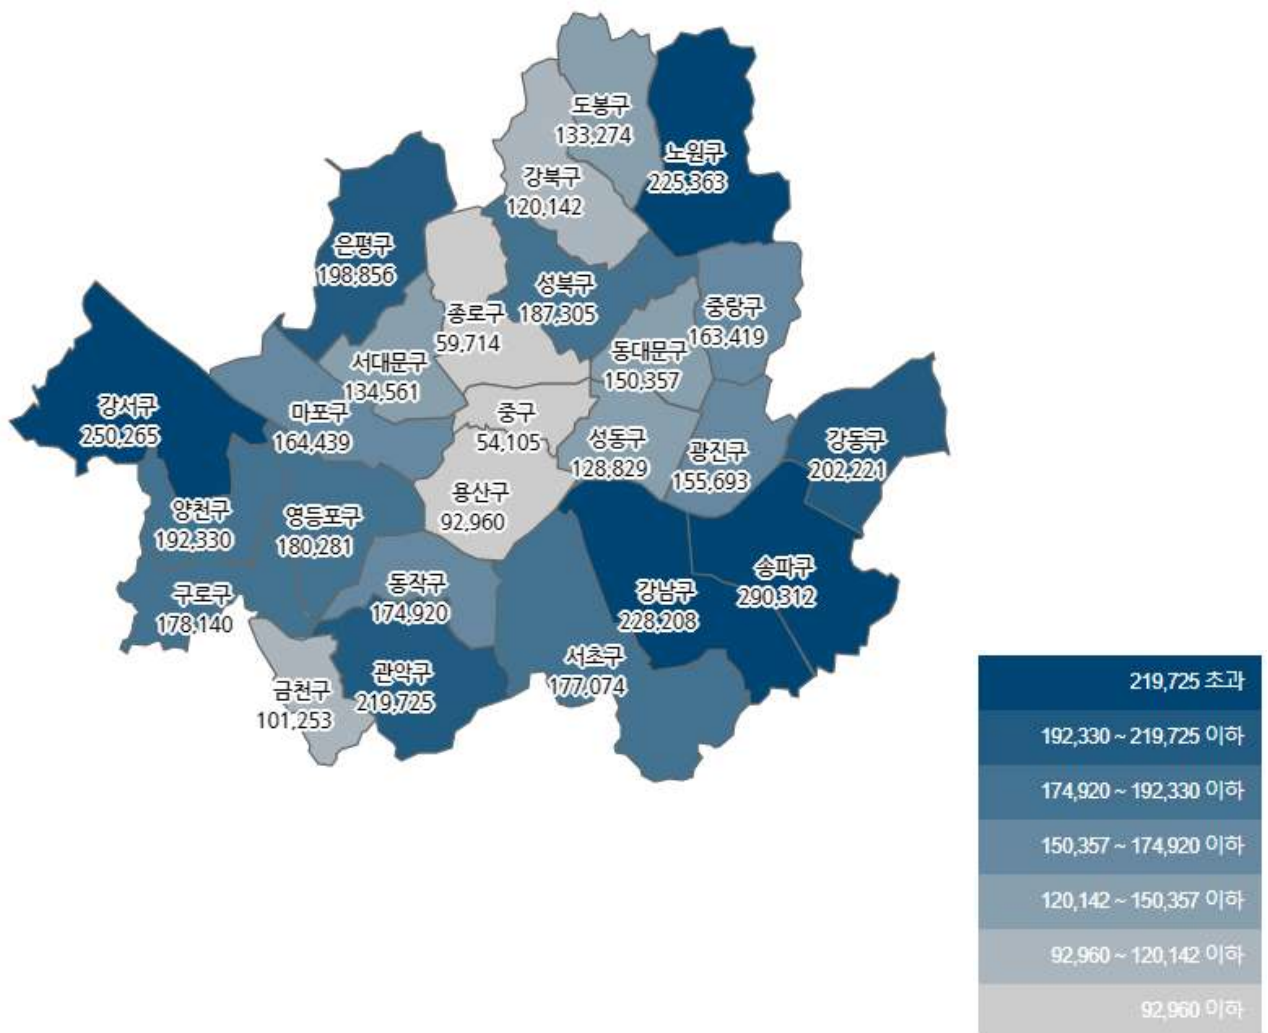 도봉구
133,274
노원구
225,363
강북구
120,142
은평구
198,856
성북구
187,305
종로구
59,714
중랑구
163,419
동대문구
150,357
서대문구
134,561
강서구
250,265
마포구
164,439
중구
54,105
성동구
128,829
광진구
155,693
강동구
202,221
양천구
192,330
영등포구
180,281
용산구
92,960
구로구
178,140
동작구
174,920
강남구
228,208
송파구
290,312
금천구
101,253
관악구
219,725
서초구
177,074
219,725 초과
192,330 ~ 219,725 이하
174,920 ~ 192,330 이하
150,357 ~ 174,920 이하
120,142 ~ 150,357 이하
92,960 ~ 120,142 이하
92,960 이하